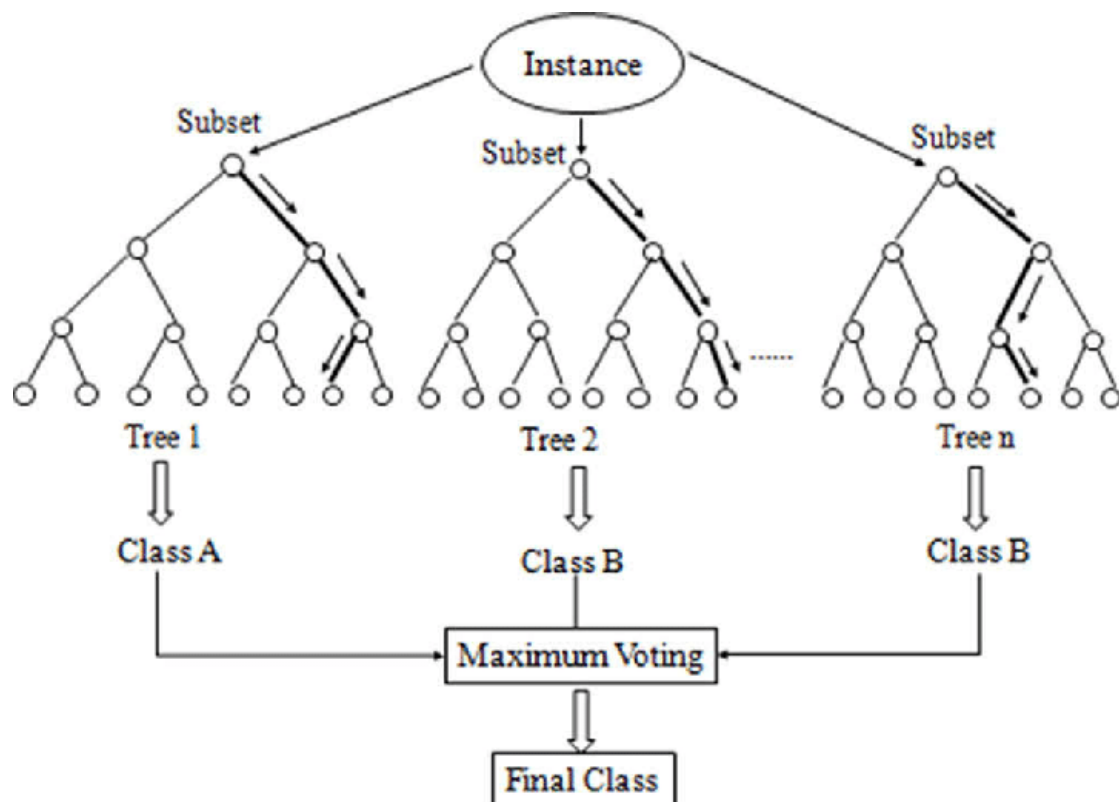 Instance
Subset
Subset
Subset
......
Tree 1
Tree 2
Tree n
Class A
Class B
Class B
Maximum Voting
Final Class